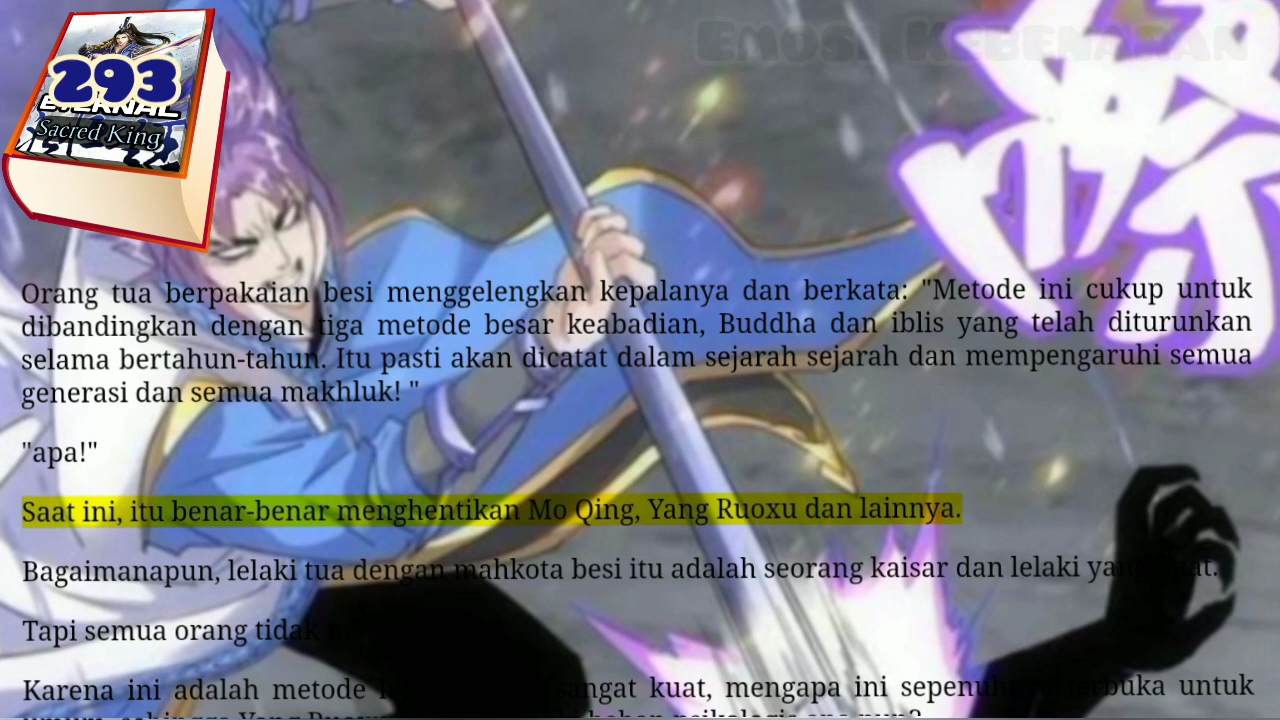 Emosi Kebenaran
293
ETERNAL
Sacred King
Orang tua berpakaian besi menggelengkan kepalanya dan berkata: "Metode ini cukup untuk
dibandingkan dengan tiga metode besar keabadian, Buddha dan iblis yang telah diturunkan
selama bertahun-tahun. Itu pasti akan dicatat dalam sejarah sejarah dan mempengaruhi semua
generasi dan semua makhluk! "
"apa!"
Saat ini, itu benar-benar menghentikan Mo Qing, Yang Ruoxu dan lainnya.
Bagaimanapun, lelaki tua dengan mahkota besi itu adalah seorang kaisar dan lelaki
Tapi semua orang tidak
Karena ini adalah metode sangat kuat, mengapa ini terbuka untuk